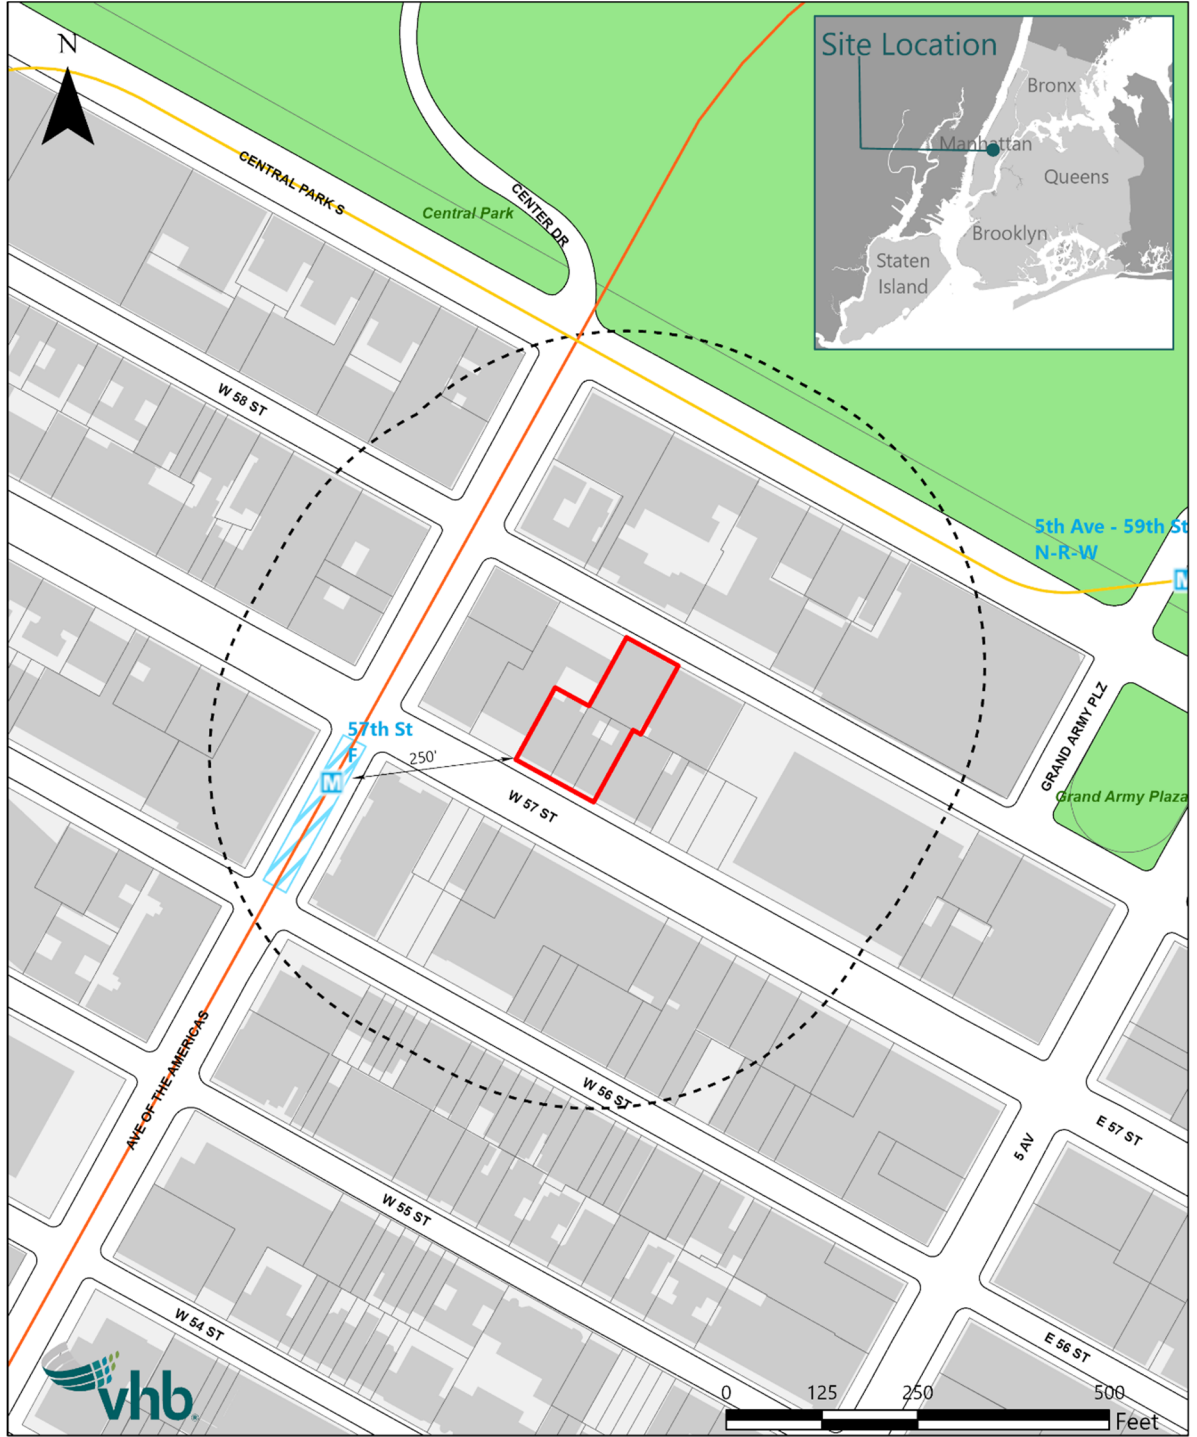 N
Site Location
Bronx
Manhattan
Queens
Brooklyn
Staten
Island
CENTRAL PARK S
CENTER DR
Central Park
W 58 ST
5th Ave - 59th St
N-R-W
M
GRAND ARMY PLZ
Grand Army Plaza
57th St
F
M
250'
W 57 ST
AVE OF THE AMERICAS
W 56 ST
E 57 ST
5 AV
W 55 ST
W 54 ST
E 56 ST
vhb
0 125 250 500
Feet